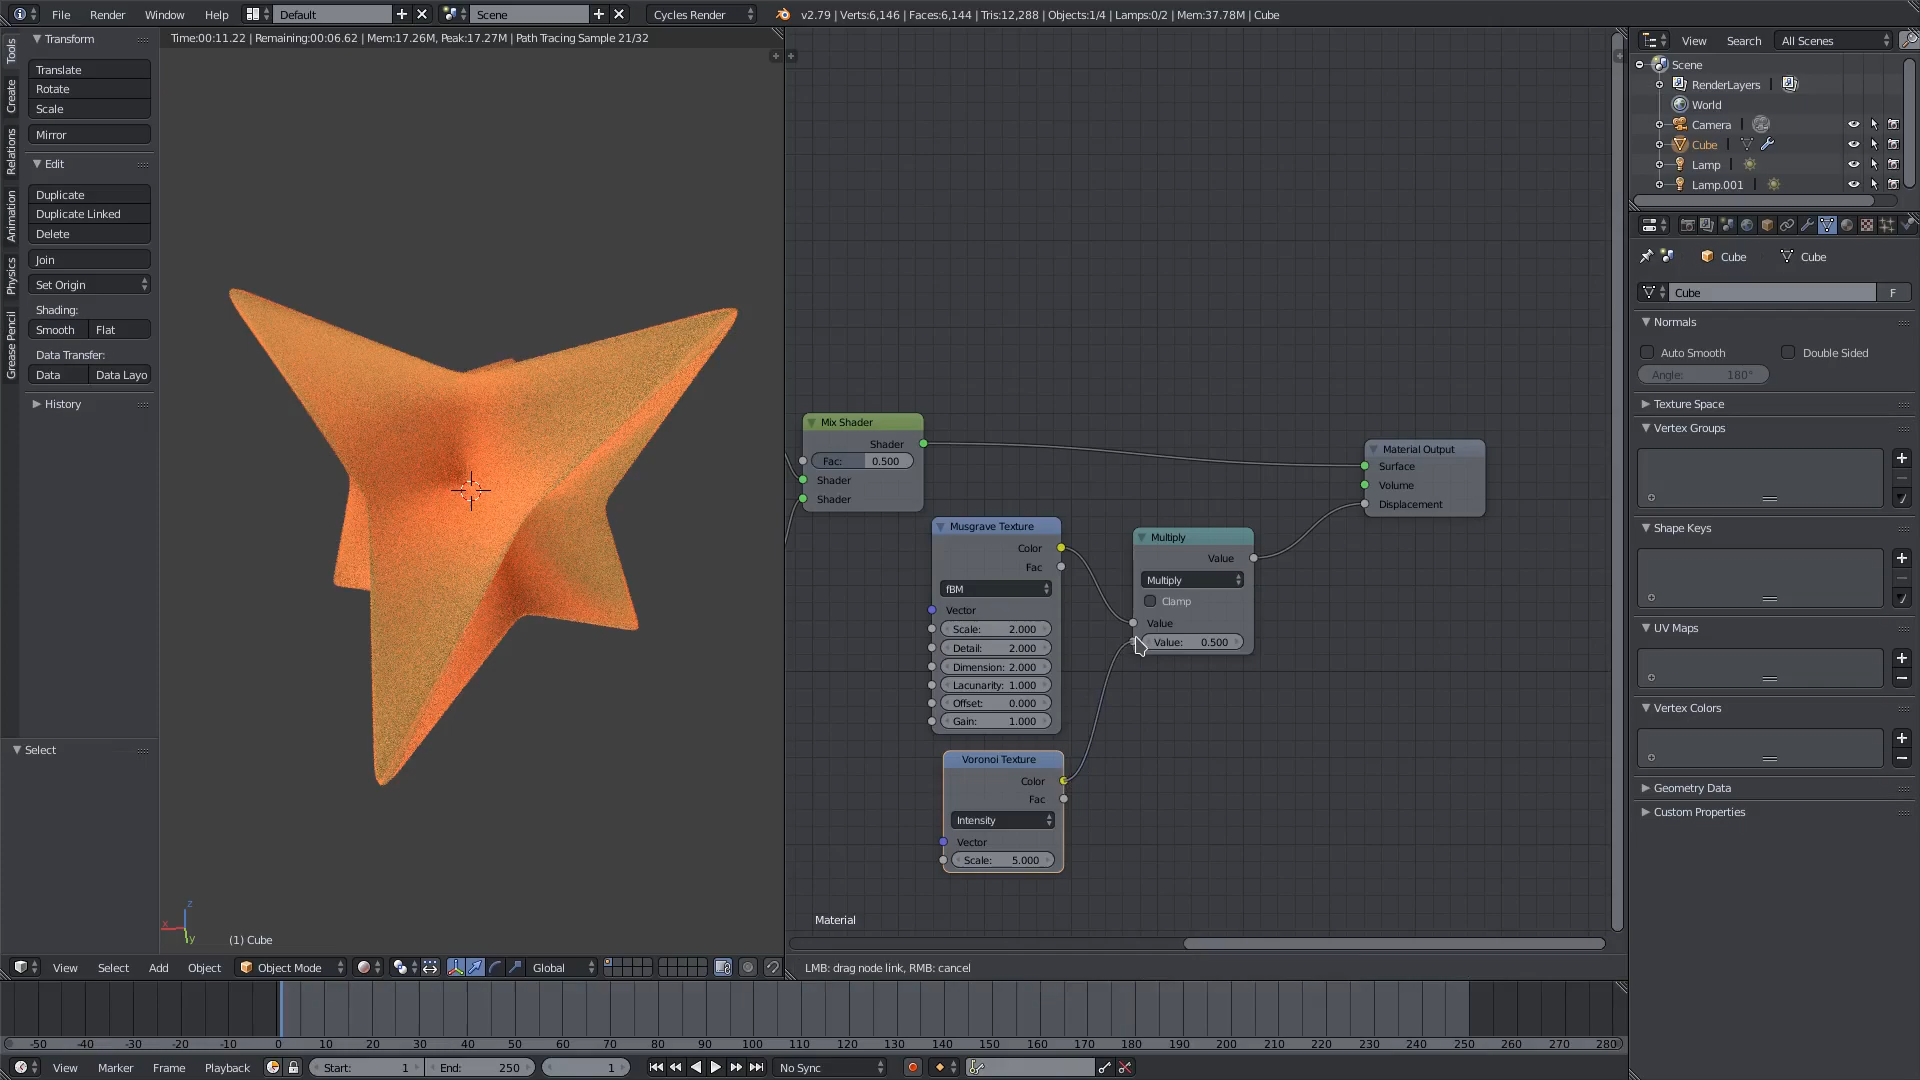 File Render Window Help Default Scene Cycles Render v2.79 | Verts:6,146 | Faces:6,144 | Tris:12,288 | Objects:1/4 | Lamps:0/2 | Mem:37.78M | Cube
Time:00:11.22 | Remaining:00:06.62 | Mem:17.26M, Peak:17.27M | Path Tracing Sample 21/32
Tools
Create
Relations
Animation
Physics
Grease Pencil
Transform
Translate
Rotate
Scale
Mirror
Edit
Duplicate
Duplicate Linked
Delete
Join
Set Origin
Shading:
Smooth Flat
Data Transfer:
Data Data Layo
History
Select
z
x
y
(1) Cube
View Select Add Object Object Mode Global
Mix Shader
Shader
Fac: 0.500
Shader
Shader
Musgrave Texture
Color
Fac
fBM
Vector
Scale: 2.000
Detail: 2.000
Dimension: 2.000
Lacunarity: 1.000
Offset: 0.000
Gain: 1.000
Voronoi Texture
Color
Fac
Intensity
Vector
Scale: 5.000
Multiply
Value
Multiply
Clamp
Value
Value: 0.500
Material Output
Surface
Volume
Displacement
Material
LMB: drag node link, RMB: cancel
View Search All Scenes
Scene
RenderLayers
World
Camera
Cube
Lamp
Lamp.001
Cube Cube
Cube F
Normals
Auto Smooth Double Sided
Angle: 180°
Texture Space
Vertex Groups
Shape Keys
UV Maps
Vertex Colors
Geometry Data
Custom Properties
-50 -40 -30 -20 -10 0 10 20 30 40 50 60 70 80 90 100 110 120 130 140 150 160 170 180 190 200 210 220 230 240 250 260 270 280
View Marker Frame Playback Start: 1 End: 250 1 No Sync